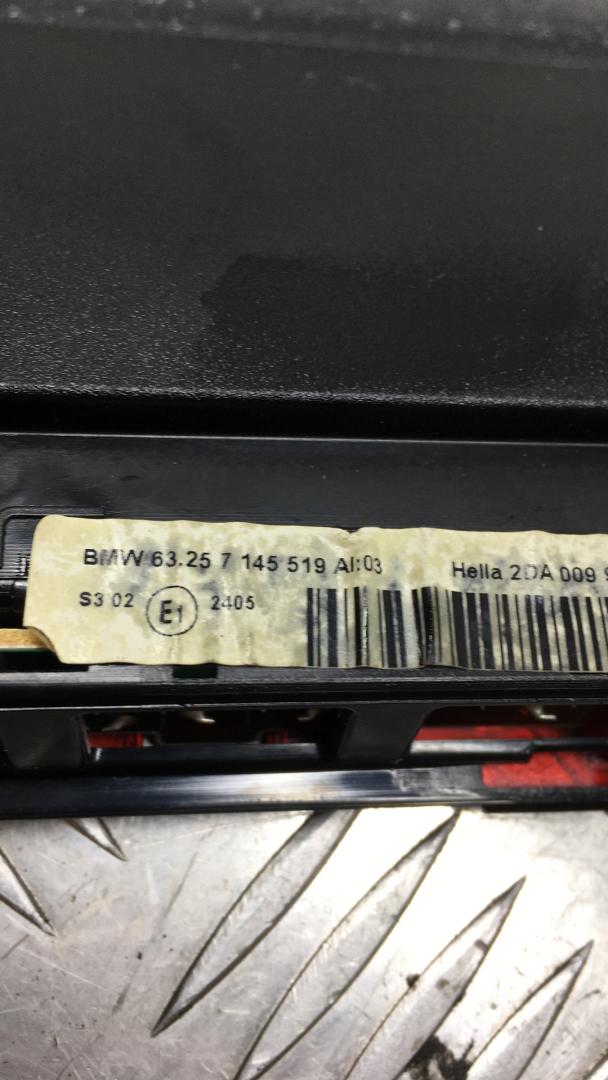 BMW 63.25 7 145 519 AI:03 Hella 2DA 009
S3 02 E1 2405